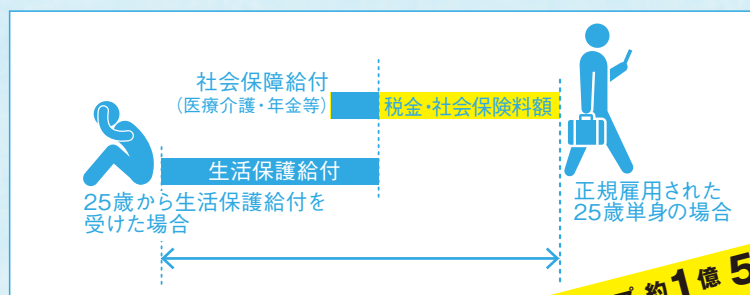 社会保障給付
（医療介護・年金等）
税金・社会保険料額
生活保護給付
25歳から生活保護給付を
受けた場合
正規雇用された
25歳単身の場合
約1億5